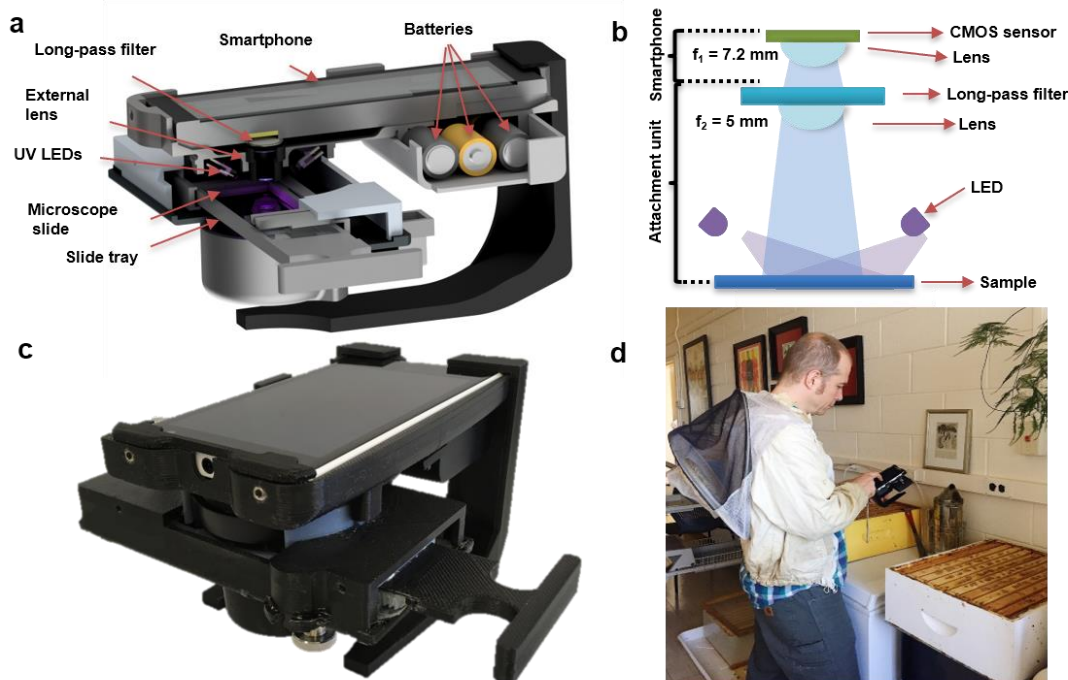 a
Long-pass filter
Smartphone
Batteries
External
lens
UV LEDs
Microscope
slide
Slide tray
b
Smartphone
Attachment unit
f₁ = 7.2 mm
f₂ = 5 mm
CMOS sensor
Lens
Long-pass filter
Lens
LED
Sample
c
d